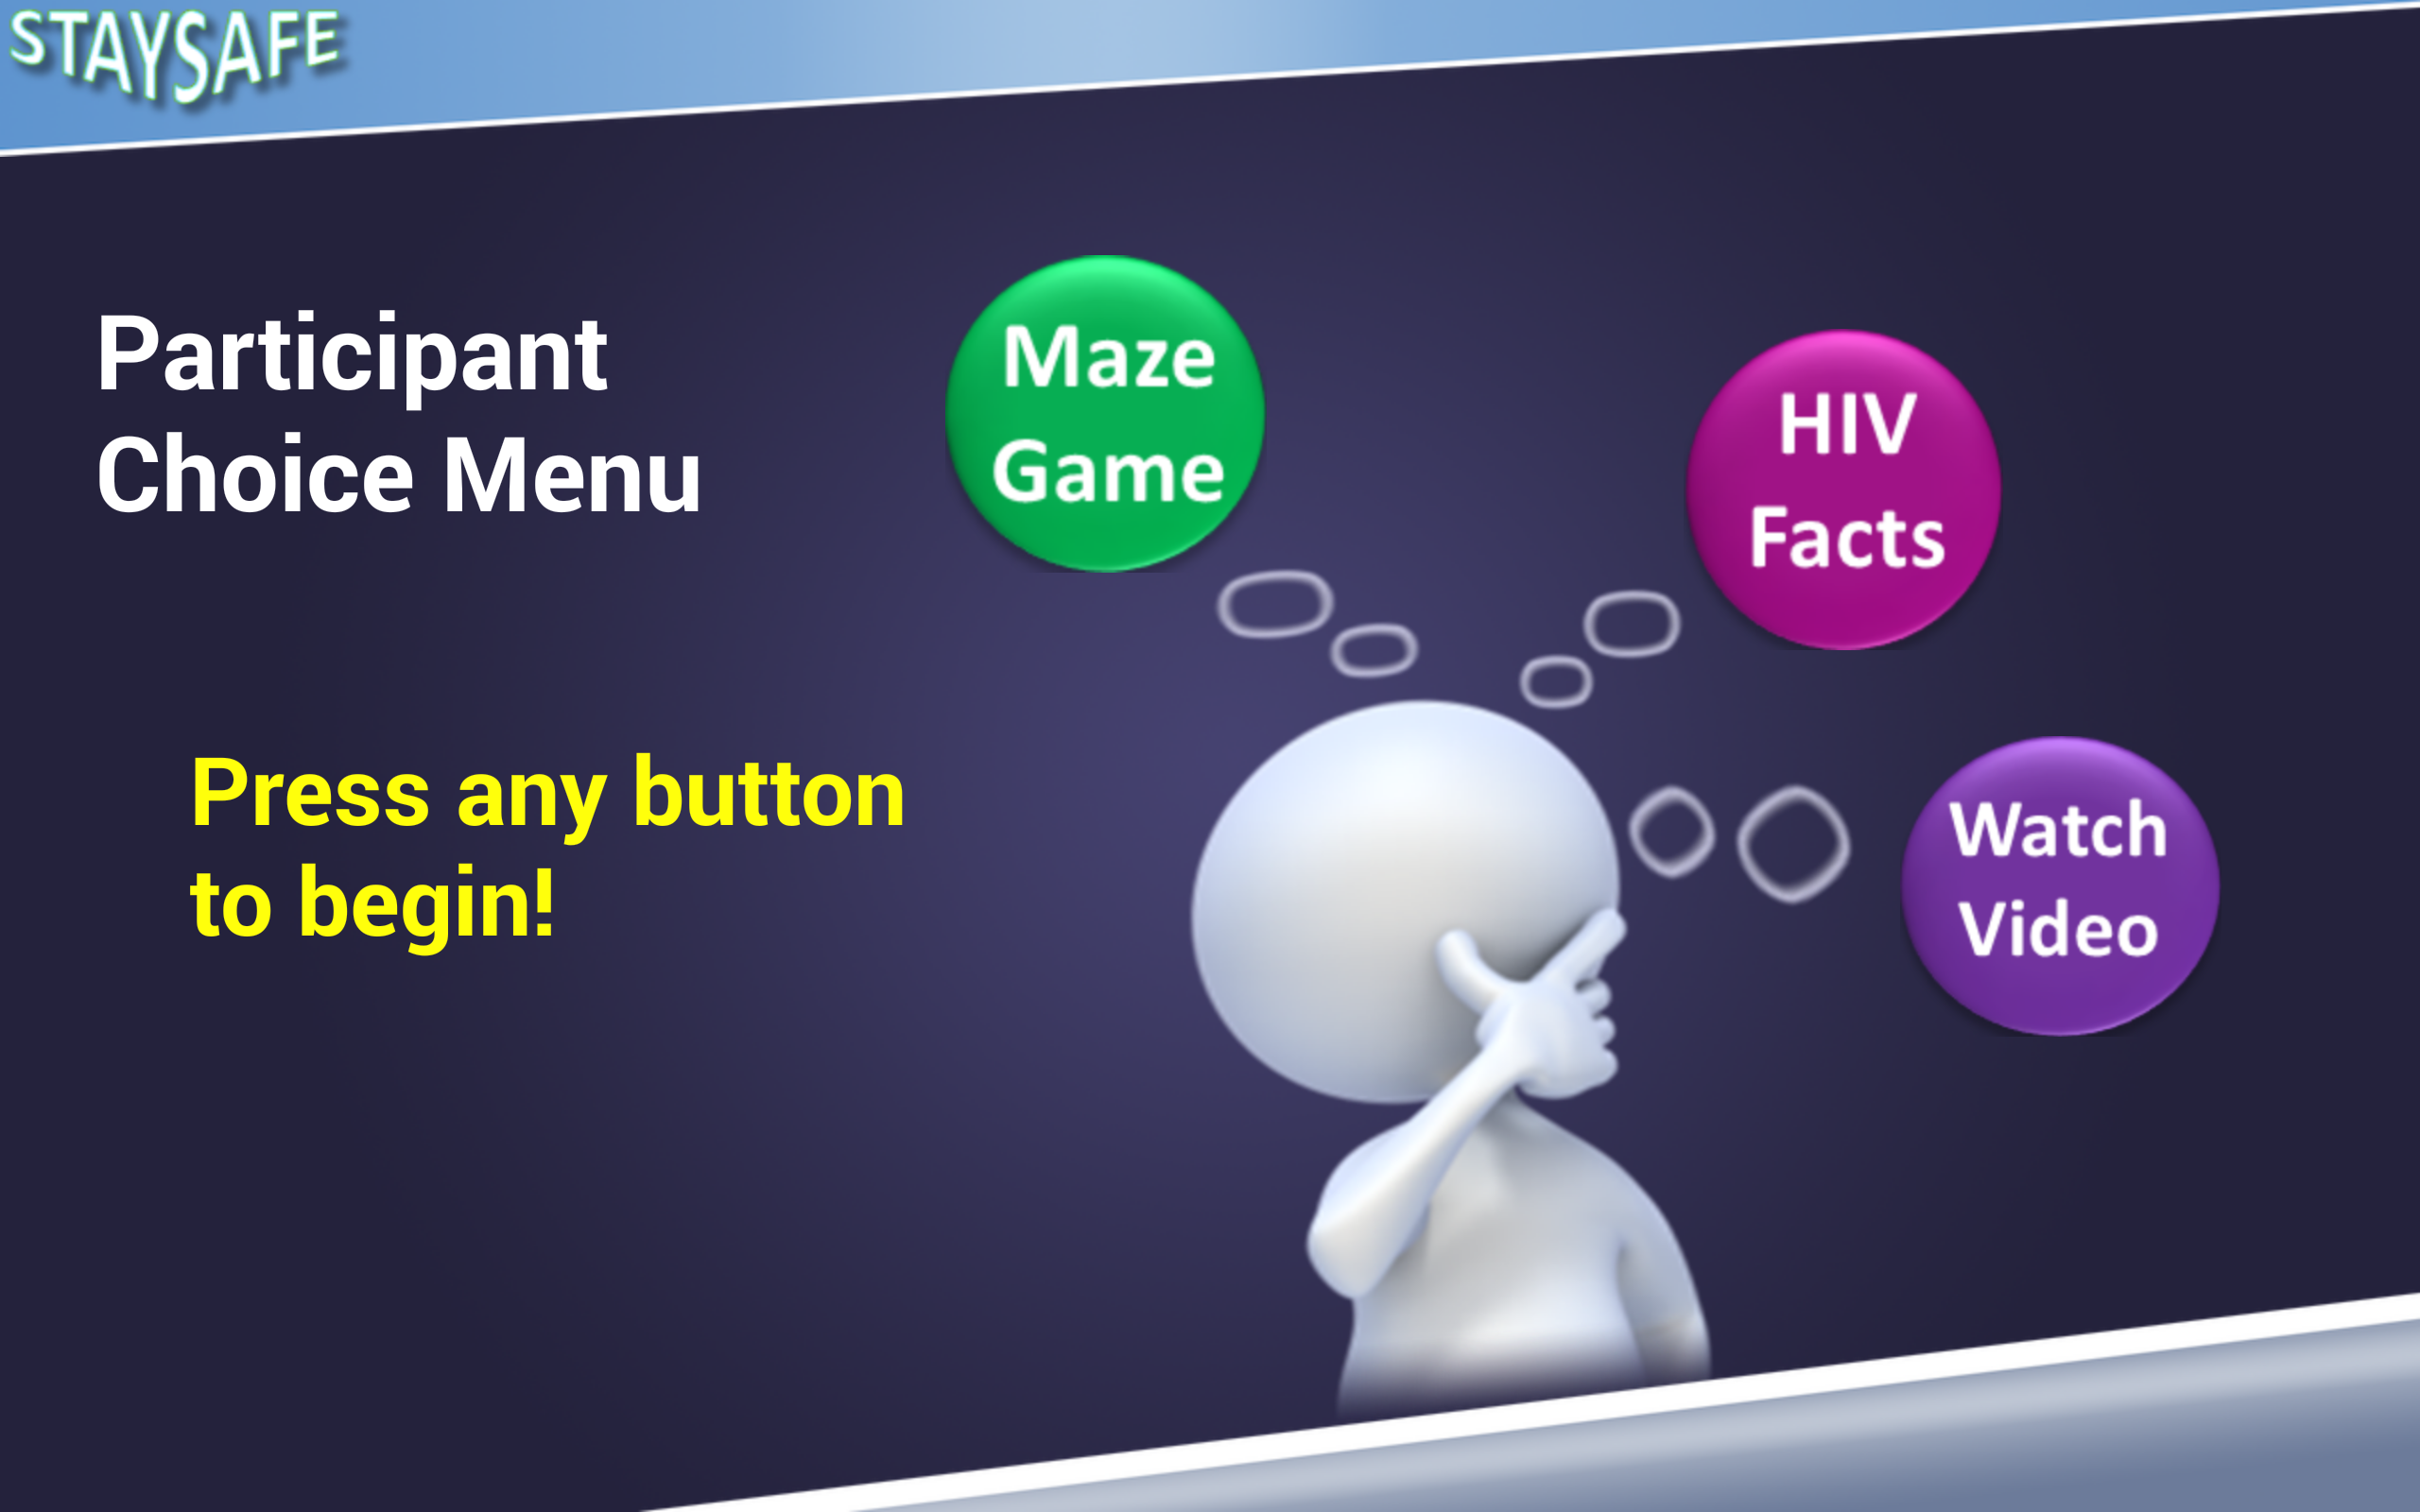 STAYSAFE
Participant
Choice Menu
Press any button
to begin!
Maze
Game
HIV
Facts
Watch
Video